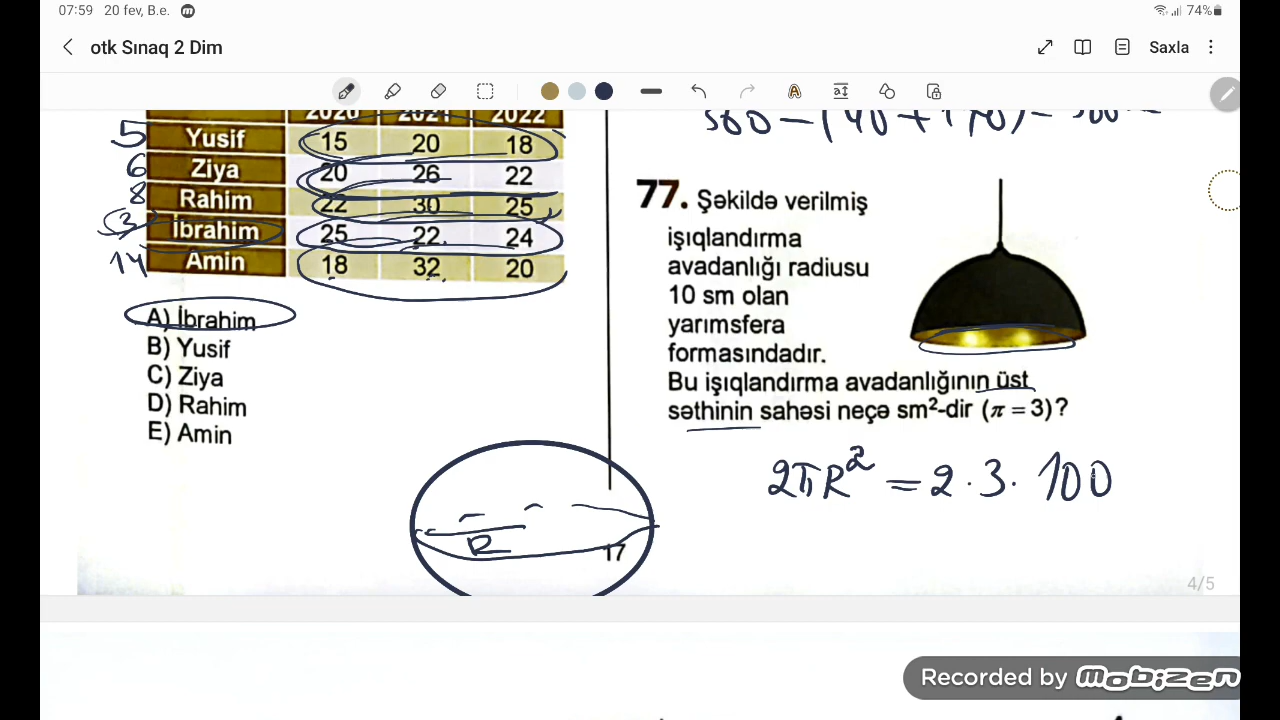 07:59 20 fev, B.e. m 74%
otk Sınaq 2 Dim
Saxla
2020 2021 2022
5 Yusif 15 20 18
6 Ziya 20 26 22
8 Rahim 22 30 25
3 İbrahim 25 22 24
14 Amin 18 32 20
A) İbrahim
B) Yusif
C) Ziya
D) Rahim
E) Amin
R
17
77. Şəkildə verilmiş
işıqlandırma
avadanlığı radiusu
10 sm olan
yarımsfera
formasındadır.
Bu işıqlandırma avadanlığının üst
səthinin sahəsi neçə sm²-dir (π = 3)?
2πR² = 2 · 3 · 100
4/5
Recorded by mobizen